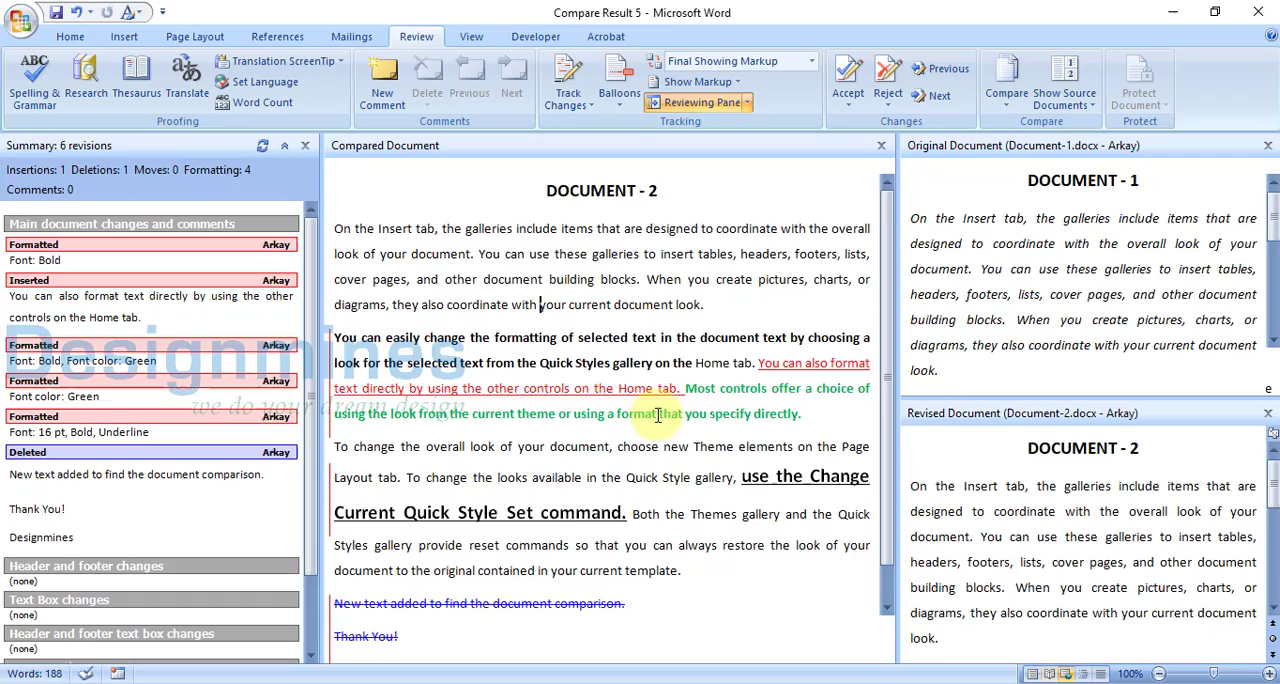 Compare Result 5 - Microsoft Word
Home Insert Page Layout References Mailings Review View Developer Acrobat
ABC Spelling & Grammar Research Thesaurus Translate
Translation ScreenTip
Set Language
Word Count
New Comment Delete Previous Next
Track Changes Balloons
Final Showing Markup
Show Markup
Reviewing Pane
Accept Reject
Previous
Next
Compare Show Source Documents
Protect Document
Proofing Comments Tracking Changes Compare Protect
Summary: 6 revisions
Insertions: 1 Deletions: 1 Moves: 0 Formatting: 4
Comments: 0
Main document changes and comments
Formatted Arkay
Font: Bold
Inserted Arkay
You can also format text directly by using the other
controls on the Home tab.
Formatted Arkay
Font: Bold, Font color: Green
Formatted Arkay
Font color: Green
Formatted Arkay
Font: 16 pt, Bold, Underline
Deleted Arkay
New text added to find the document comparison.
Thank You!
Designmines
Header and footer changes
(none)
Text Box changes
(none)
Header and footer text box changes
(none)
Designmines
we do your dream design
Compared Document
DOCUMENT - 2
On the Insert tab, the galleries include items that are designed to coordinate with the overall
look of your document. You can use these galleries to insert tables, headers, footers, lists,
cover pages, and other document building blocks. When you create pictures, charts, or
diagrams, they also coordinate with your current document look.
You can easily change the formatting of selected text in the document text by choosing a
look for the selected text from the Quick Styles gallery on the Home tab. You can also format
text directly by using the other controls on the Home tab. Most controls offer a choice of
using the look from the current theme or using a format that you specify directly.
To change the overall look of your document, choose new Theme elements on the Page
Layout tab. To change the looks available in the Quick Style gallery, use the Change
Current Quick Style Set command. Both the Themes gallery and the Quick
Styles gallery provide reset commands so that you can always restore the look of your
document to the original contained in your current template.
New text added to find the document comparison.
Thank You!
Original Document (Document-1.docx - Arkay)
DOCUMENT - 1
On the Insert tab, the galleries include items that are
designed to coordinate with the overall look of your
document. You can use these galleries to insert tables,
headers, footers, lists, cover pages, and other document
building blocks. When you create pictures, charts, or
diagrams, they also coordinate with your current document
look.
e
Revised Document (Document-2.docx - Arkay)
DOCUMENT - 2
On the Insert tab, the galleries include items that are
designed to coordinate with the overall look of your
document. You can use these galleries to insert tables,
headers, footers, lists, cover pages, and other document
building blocks. When you create pictures, charts, or
diagrams, they also coordinate with your current document
look.
Words: 188
100%